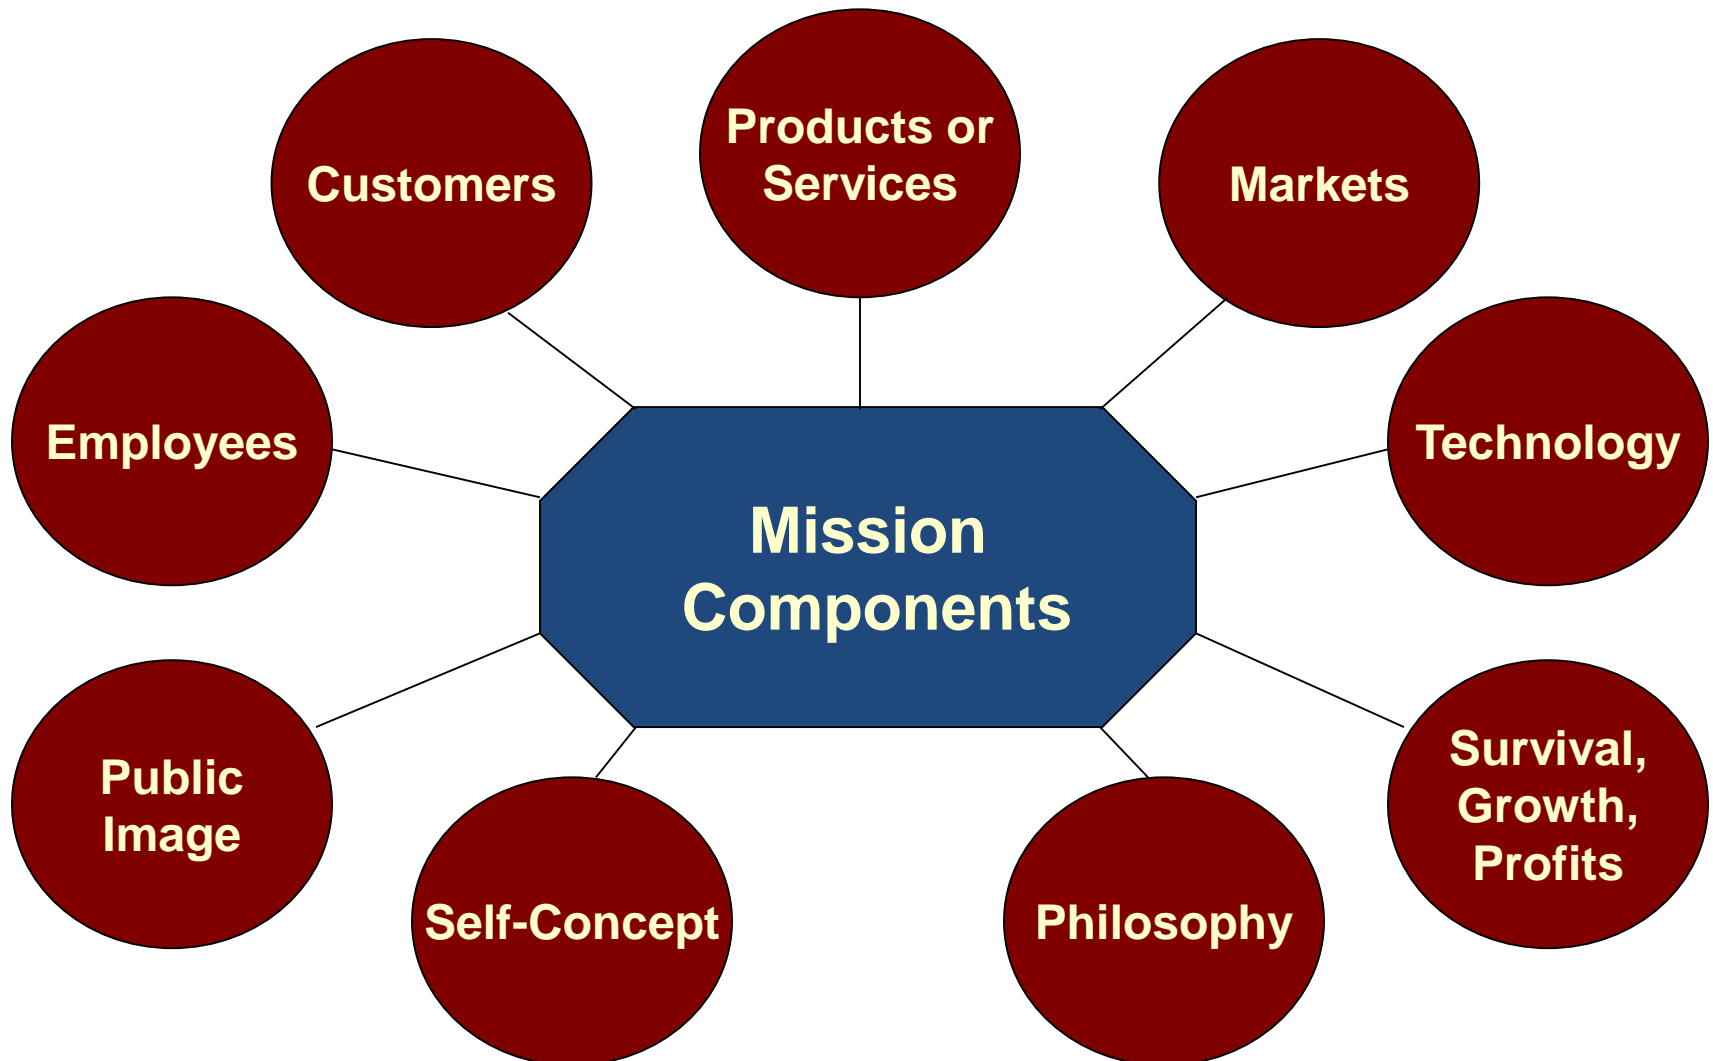 Customers
Products or
Services
Markets
Employees
Technology
Mission
Components
Public
Image
Survival,
Growth,
Profits
Self-Concept
Philosophy